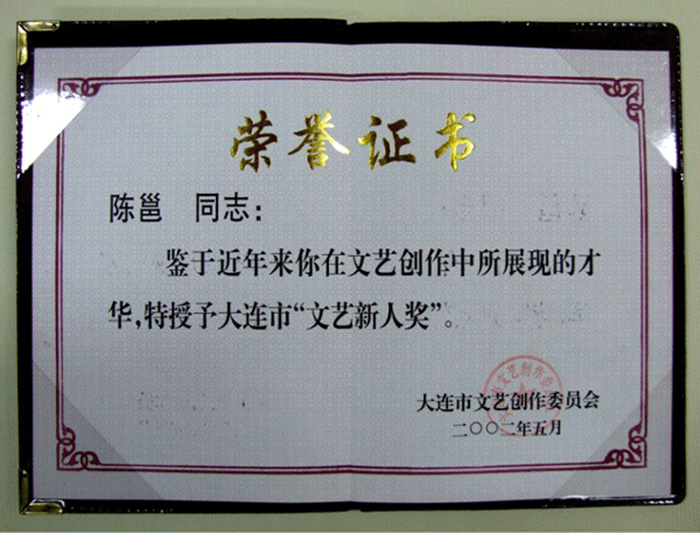 荣誉证书
陈邕 同志：
鉴于近年来你在文艺创作中所展现的才
华，特授予大连市“文艺新人奖”。
大连市文艺创作委员会
二〇〇二年五月